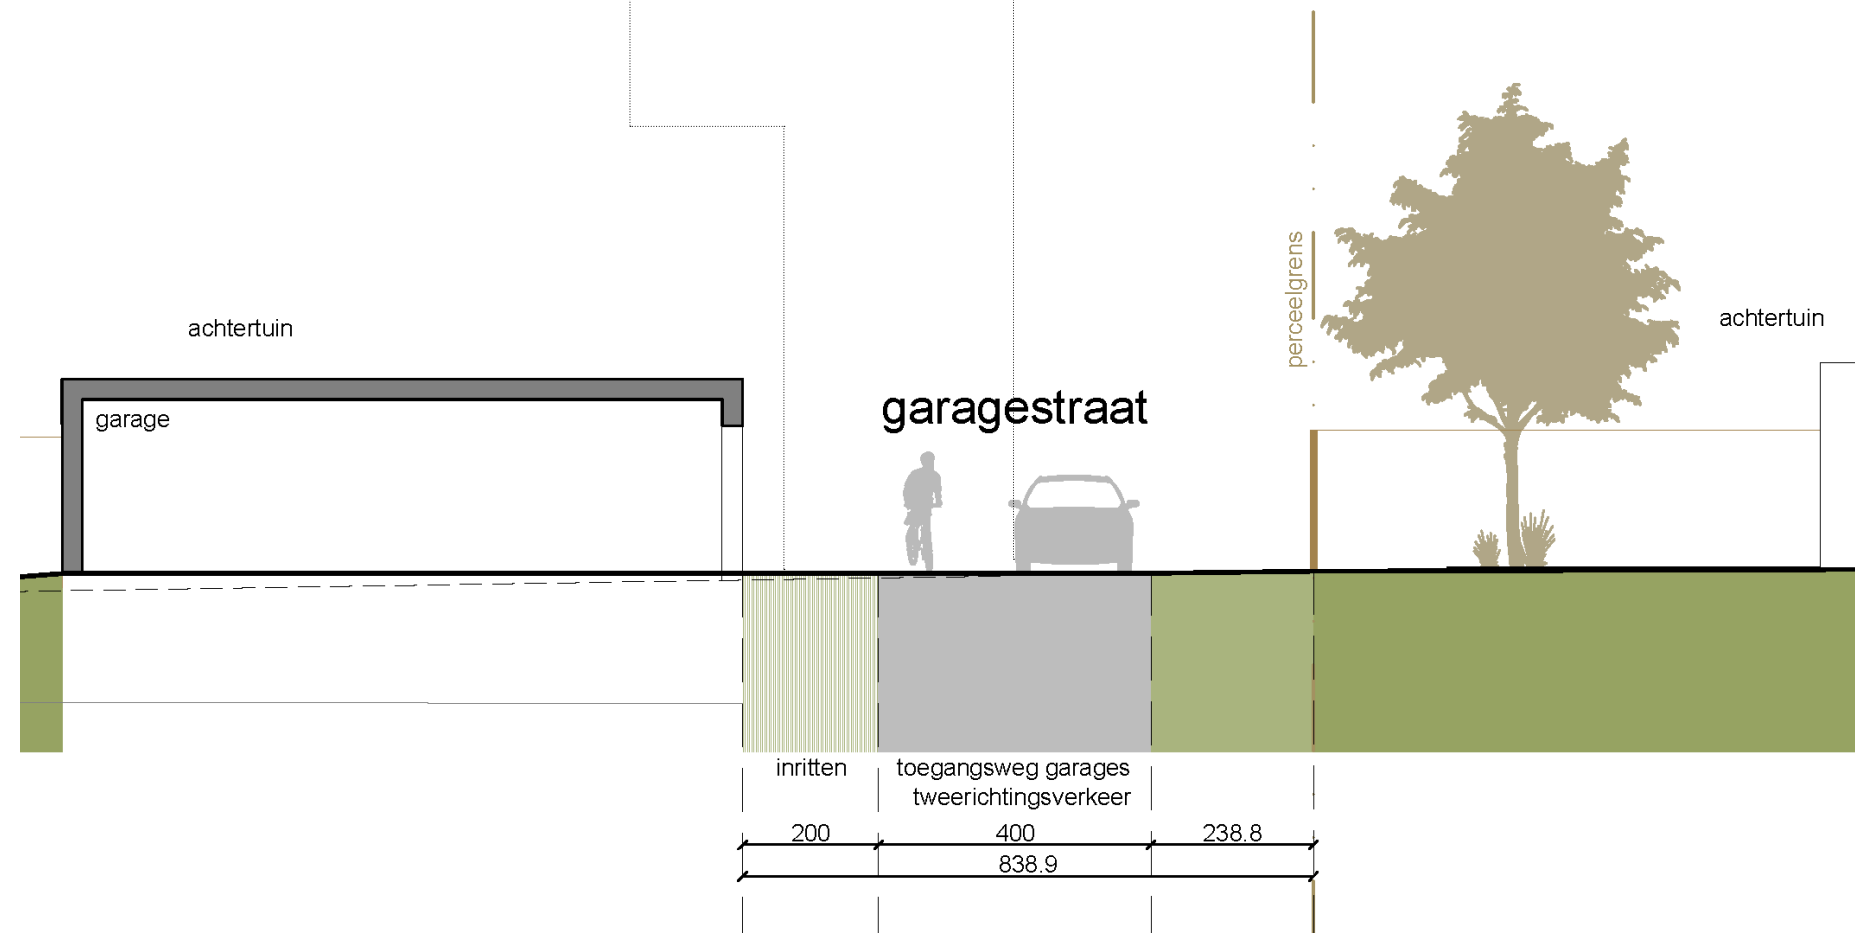 achtertuin
garage
garagestraat
perceelgrens
achtertuin
inritten
toegangsweg garages
tweerichtingsverkeer
200
400
238.8
838.9